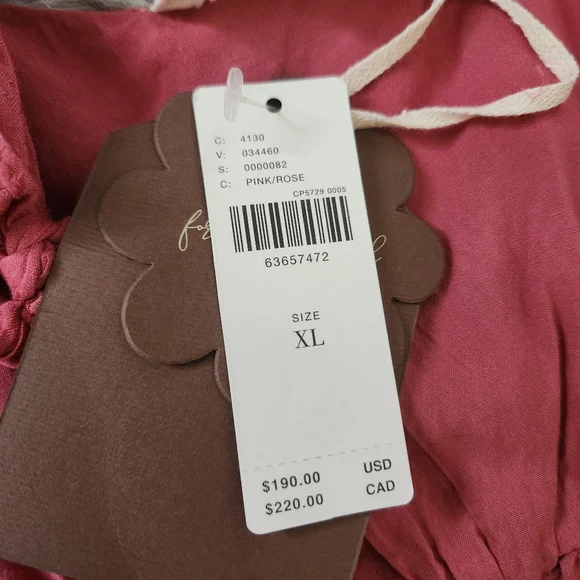 C: 4130
V: 034460
S: 0000082
C: PINK/ROSE
CP5729 0005
63657472
SIZE
XL
$190.00 USD
$220.00 CAD